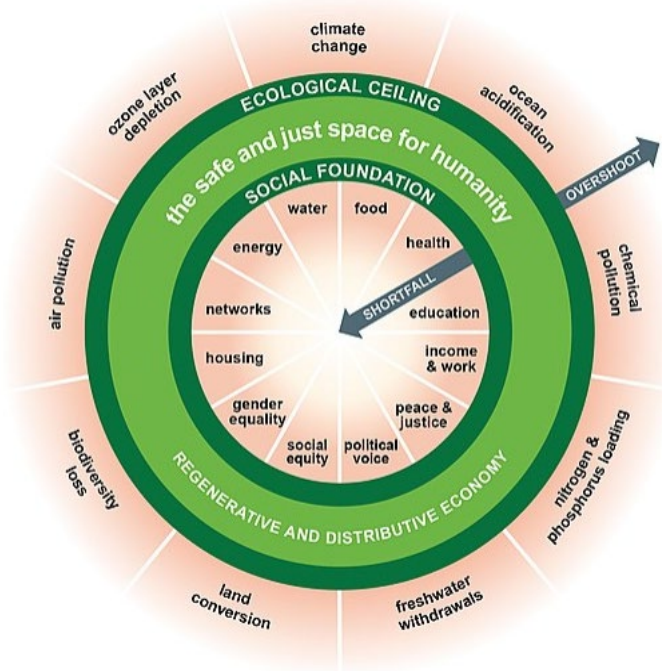 climate
change
ozone layer
depletion
ocean
acidification
ECOLOGICAL CEILING
the safe and just space for humanity
OVERSHOOT
SOCIAL FOUNDATION
water
food
energy
health
air pollution
chemical
pollution
SHORTFALL
networks
education
housing
income
& work
gender
equality
peace &
justice
social
equity
political
voice
biodiversity
loss
nitrogen &
phosphorus loading
REGENERATIVE AND DISTRIBUTIVE ECONOMY
land
conversion
freshwater
withdrawals